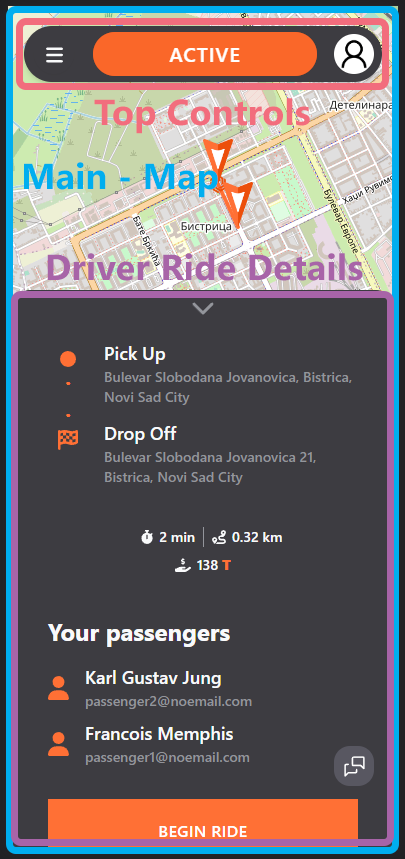 ACTIVE
Top Controls
Детелинара
Main - Map
Бате Бркића
Хаџи Рувимо
Булевар Европе
Бистрица
Driver Ride Details
Pick Up
Bulevar Slobodana Jovanovica, Bistrica,
Novi Sad City
Drop Off
Bulevar Slobodana Jovanovica 21,
Bistrica, Novi Sad City
2 min
0.32 km
138 T
Your passengers
Karl Gustav Jung
passenger2@noemail.com
Francois Memphis
passenger1@noemail.com
BEGIN RIDE